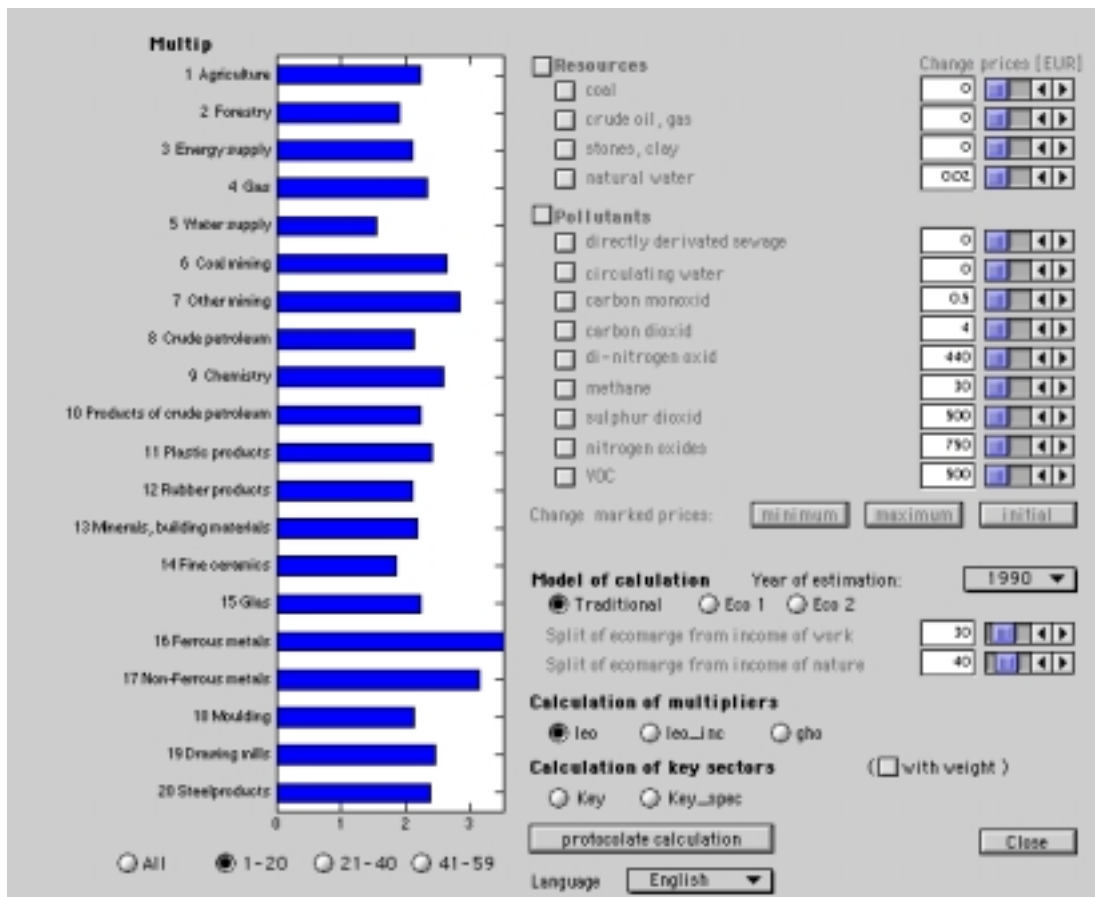 Multip
1 Agriculture
2 Forestry
3 Energy supply
4 Gas
5 Water supply
6 Coal mining
7 Other mining
8 Crude petroleum
9 Chemistry
10 Products of crude petroleum
11 Plastic products
12 Rubber products
13 Minerals, building materials
14 Fine ceramics
15 Glas
16 Ferrous metals
17 Non-Ferrous metals
18 Moulding
19 Drawing mills
20 Steelproducts
0 1 2 3
All 1-20 21-40 41-59
Resources Change prices [EUR]
coal 0
crude oil, gas 0
stones, clay 0
natural water 0.02
Pollutants
directly derivated sewage 0
circulating water 0
carbon monoxid 0.5
carbon dioxid 4
di-nitrogen oxid 440
methane 30
sulphur dioxid 900
nitrogen oxides 790
VOC 900
Change marked prices: minimum maximum initial
Model of calulation Year of estimation: 1990
Traditional Eco 1 Eco 2
Split of ecomarge from income of work 30
Split of ecomarge from income of nature 40
Calculation of multipliers
leo leo_inc gho
Calculation of key sectors ( with weight )
Key Key_spec
protocolate calculation Close
Language English